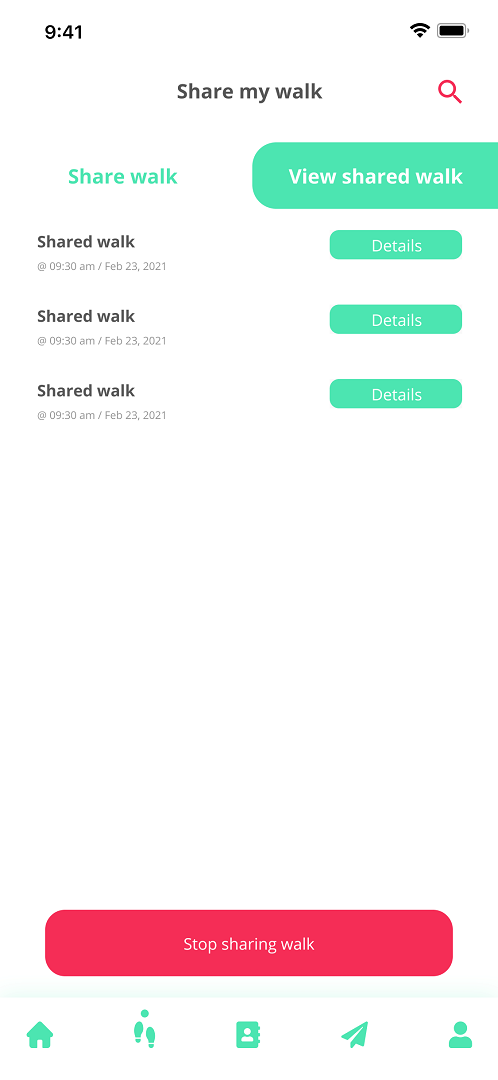 9:41
Share my walk
Share walk
View shared walk
Shared walk
Details
@ 09:30 am / Feb 23, 2021
Shared walk
Details
@ 09:30 am / Feb 23, 2021
Shared walk
Details
@ 09:30 am / Feb 23, 2021
Stop sharing walk